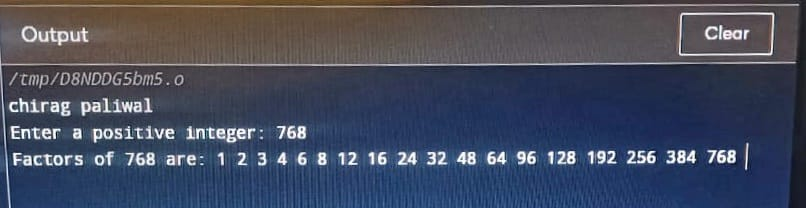 Output
Clear
/tmp/D8NDDG5bm5.o
chirag paliwal
Enter a positive integer: 768
Factors of 768 are: 1 2 3 4 6 8 12 16 24 32 48 64 96 128 192 256 384 768